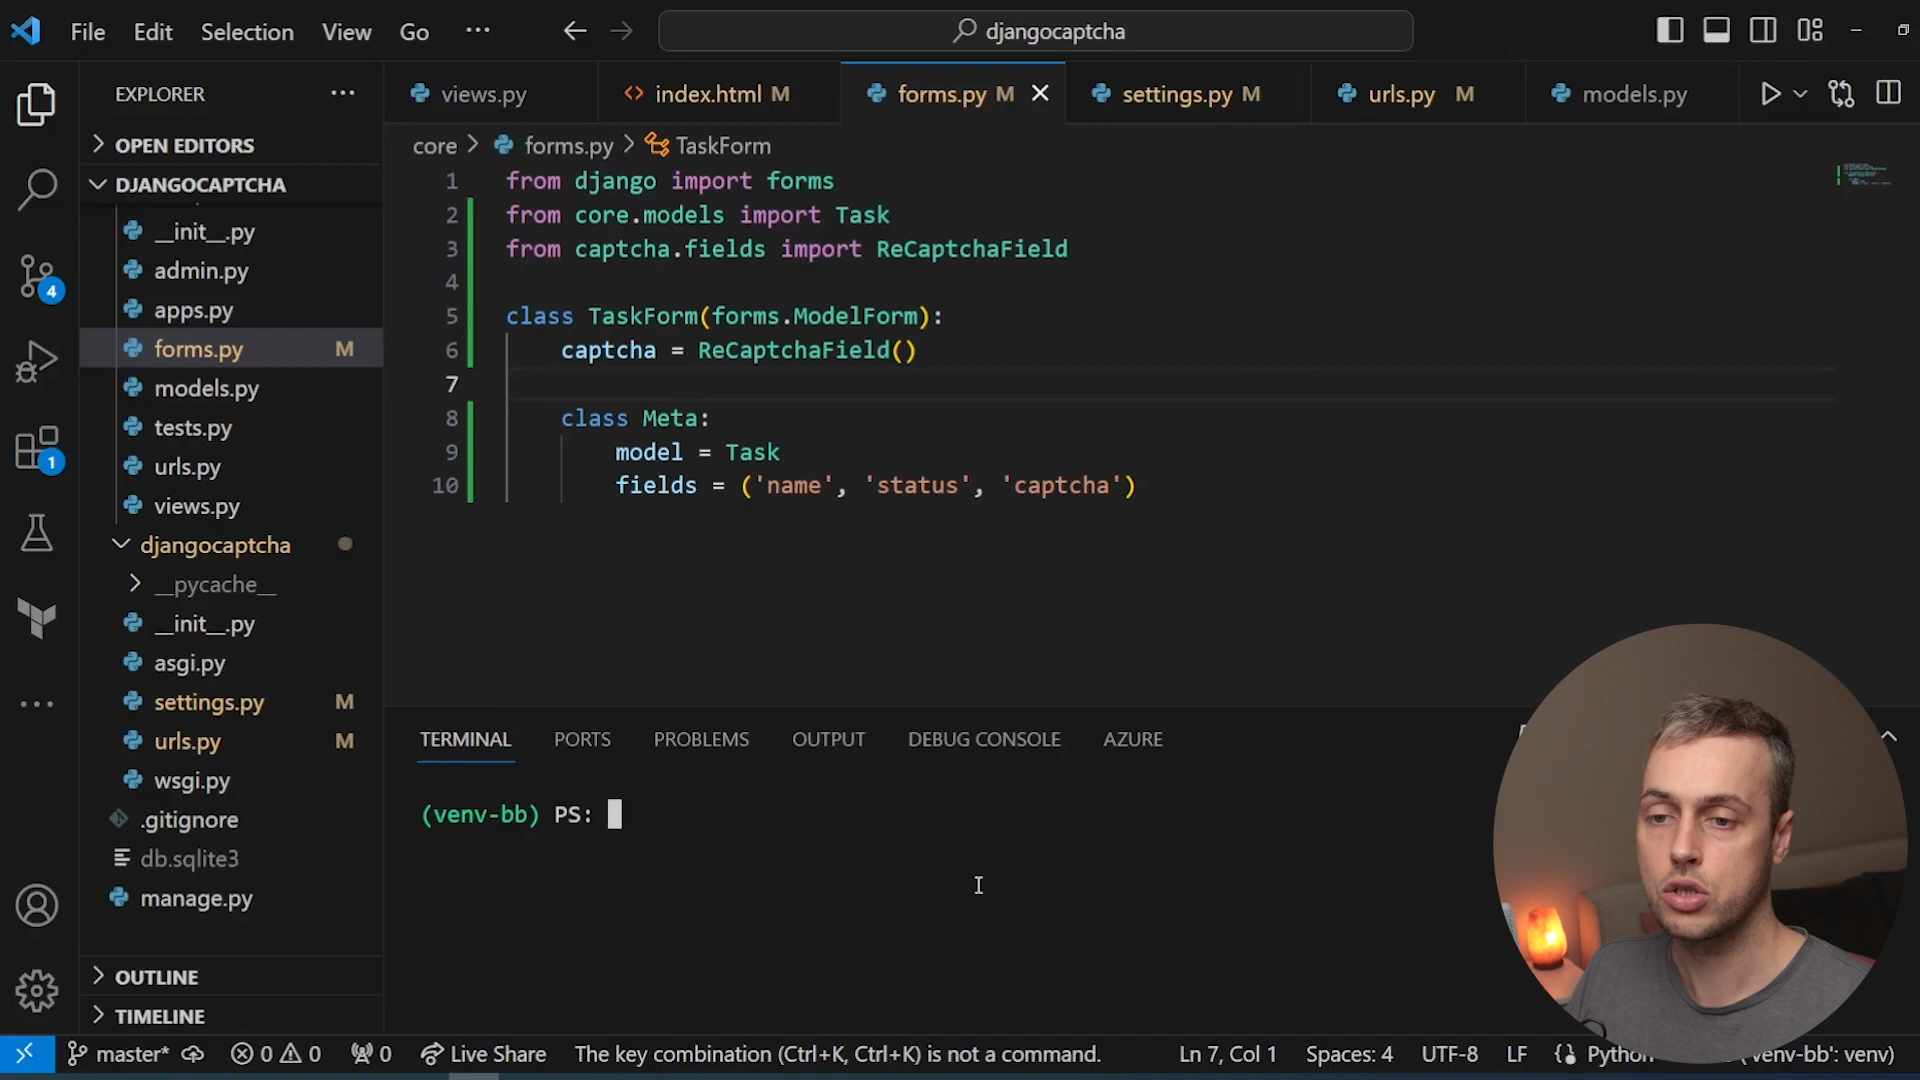 File Edit Selection View Go ···
djangocaptcha
EXPLORER ···
OPEN EDITORS
DJANGOCAPTCHA
__init__.py
admin.py
apps.py
forms.py M
models.py
tests.py
urls.py
views.py
djangocaptcha
__pycache__
__init__.py
asgi.py
settings.py M
urls.py M
wsgi.py
.gitignore
db.sqlite3
manage.py
OUTLINE
TIMELINE
4
1
views.py index.html M forms.py M settings.py M urls.py M models.py
core > forms.py > TaskForm
1 from django import forms
2 from core.models import Task
3 from captcha.fields import ReCaptchaField
4
5 class TaskForm(forms.ModelForm):
6 captcha = ReCaptchaField()
7
8 class Meta:
9 model = Task
10 fields = ('name', 'status', 'captcha')
TERMINAL PORTS PROBLEMS OUTPUT DEBUG CONSOLE AZURE
(venv-bb) PS:
master* 0 0 0 Live Share The key combination (Ctrl+K, Ctrl+K) is not a command. Ln 7, Col 1 Spaces: 4 UTF-8 LF Python ('venv-bb': venv)